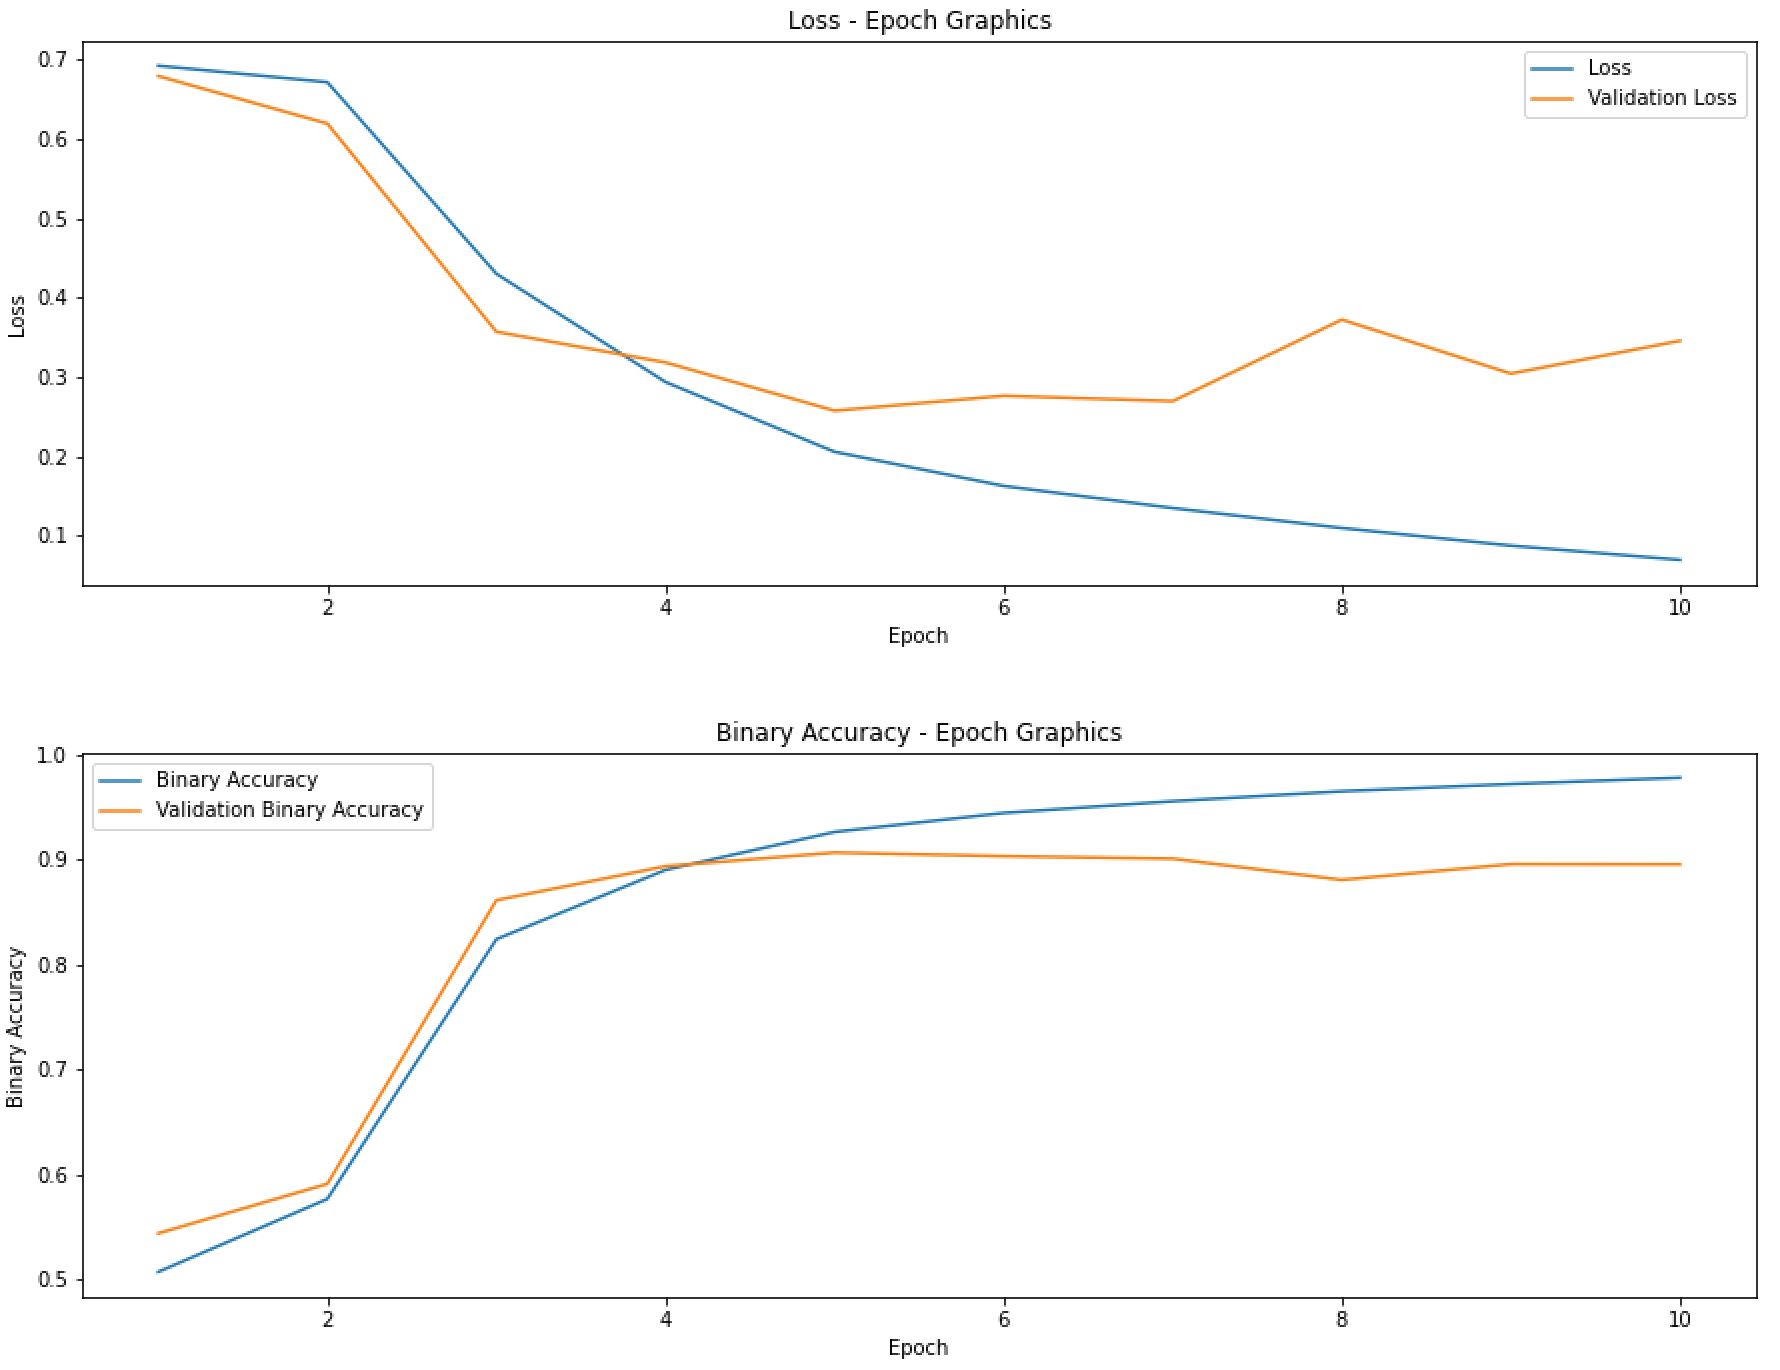 Loss - Epoch Graphics
0.7
0.6
0.5
0.4
0.3
0.2
0.1
Loss
Loss
Validation Loss
2 4 6 8 10
Epoch
Binary Accuracy - Epoch Graphics
1.0
0.9
0.8
0.7
0.6
0.5
Binary Accuracy
Binary Accuracy
Validation Binary Accuracy
2 4 6 8 10
Epoch